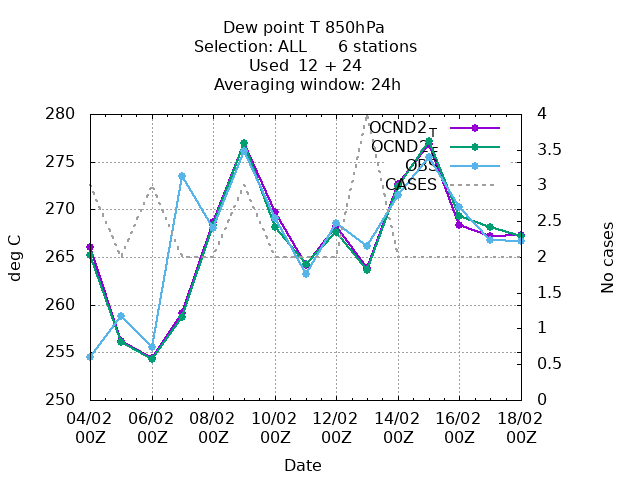 Dew point T 850hPa
Selection: ALL 6 stations
Used 12 + 24
Averaging window: 24h
280
275
270
265
260
255
250
deg C
4
3.5
3
2.5
2
1.5
1
0.5
0
No cases
OCND2_T
OCND2_F
OBS
CASES
04/02 06/02 08/02 10/02 12/02 14/02 16/02 18/02
00Z 00Z 00Z 00Z 00Z 00Z 00Z 00Z
Date